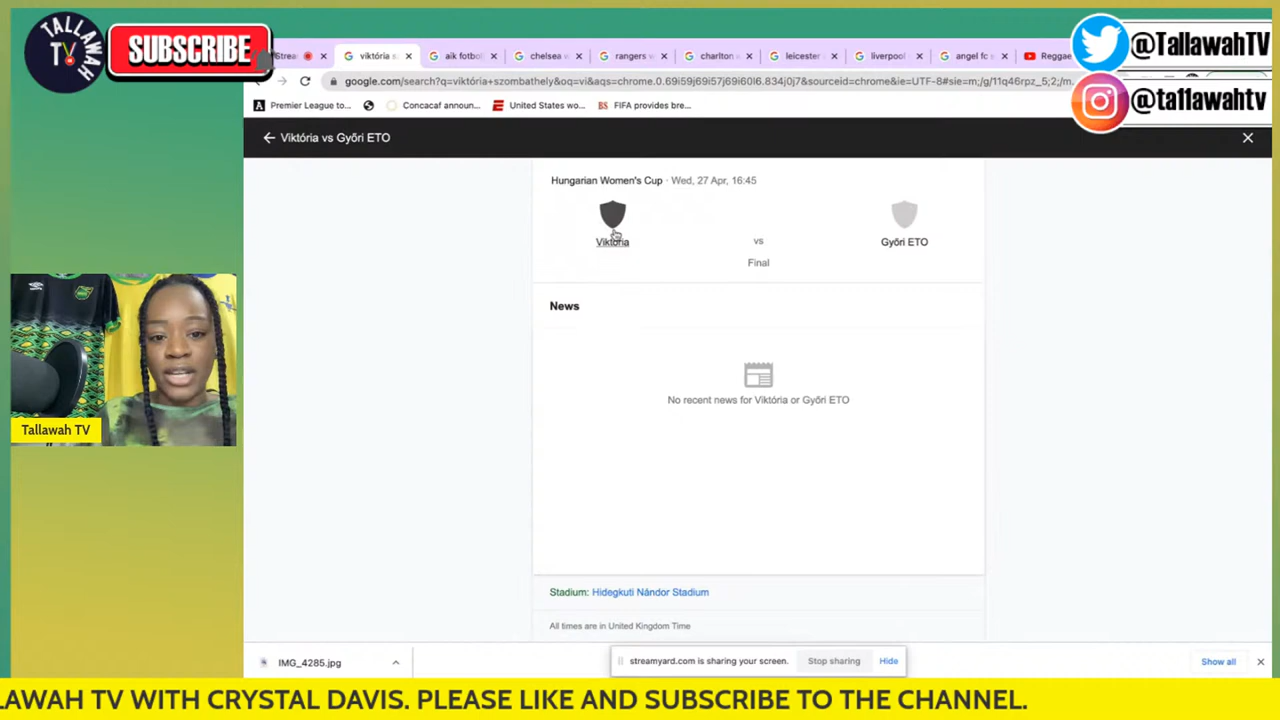 TALLAWAH
TV
SUBSCRIBE
@TallawahTV
@ta11awahtv
Strea
viktória s
aik fotbol
chelsea w
rangers w
charlton w
leicester
liverpool
angel fc s
Reggae
google.com/search?q=viktória+szombathely&oq=vi&aqs=chrome.0.69i59j69i57j69i60l6.834j0j7&sourceid=chrome&ie=UTF-8#sie=m;/g/11q46rpz_5;2;/m.
Premier League to...
Concacaf announ...
United States wo...
BS FIFA provides bre...
Viktória vs Győri ETO
Hungarian Women's Cup · Wed, 27 Apr, 16:45
Viktória
vs
Győri ETO
Final
News
No recent news for Viktória or Győri ETO
Stadium: Hidegkuti Nándor Stadium
All times are in United Kingdom Time
Tallawah TV
IMG_4285.jpg
streamyard.com is sharing your screen.
Stop sharing
Hide
Show all
LAWAH TV WITH CRYSTAL DAVIS. PLEASE LIKE AND SUBSCRIBE TO THE CHANNEL.